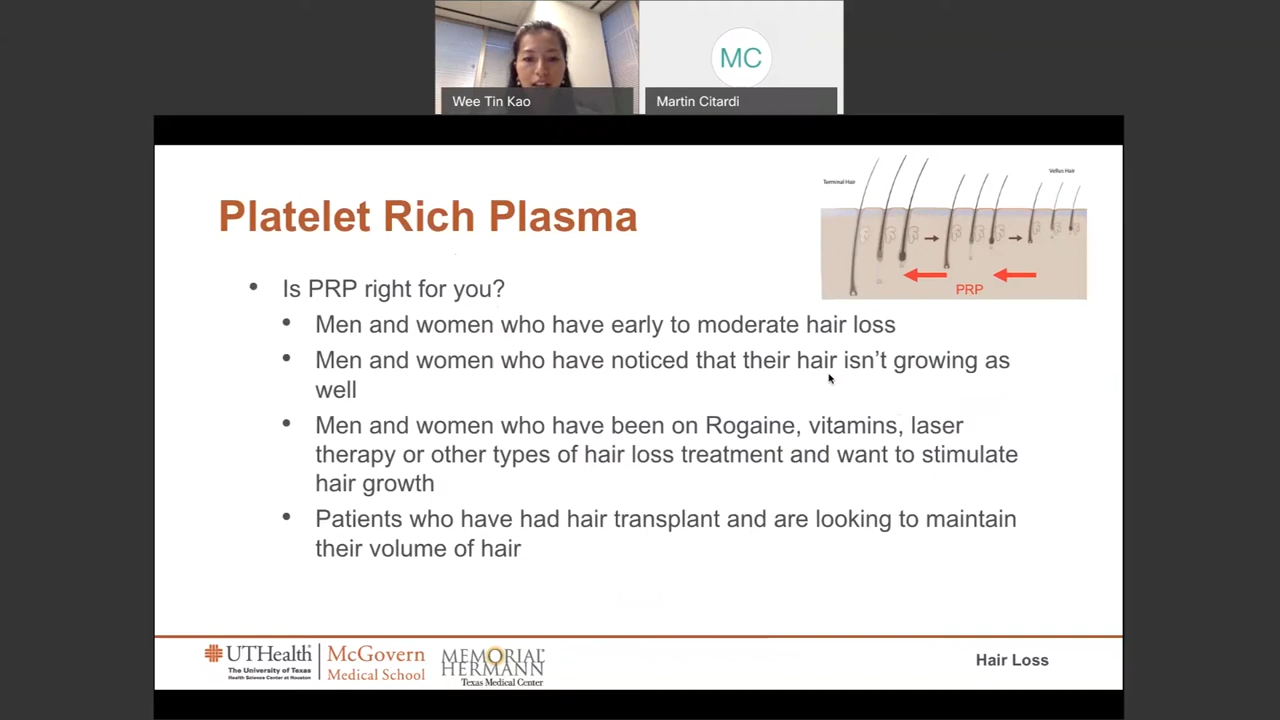 MC
Wee Tin Kao
Martin Citardi
Platelet Rich Plasma
Terminal Hair
Vellus Hair
PRP
• Is PRP right for you?
• Men and women who have early to moderate hair loss
• Men and women who have noticed that their hair isn’t growing as
well
• Men and women who have been on Rogaine, vitamins, laser
therapy or other types of hair loss treatment and want to stimulate
hair growth
• Patients who have had hair transplant and are looking to maintain
their volume of hair
UTHealth
The University of Texas
Health Science Center at Houston
McGovern
Medical School
MEMORIAL
HERMANN
Texas Medical Center
Hair Loss